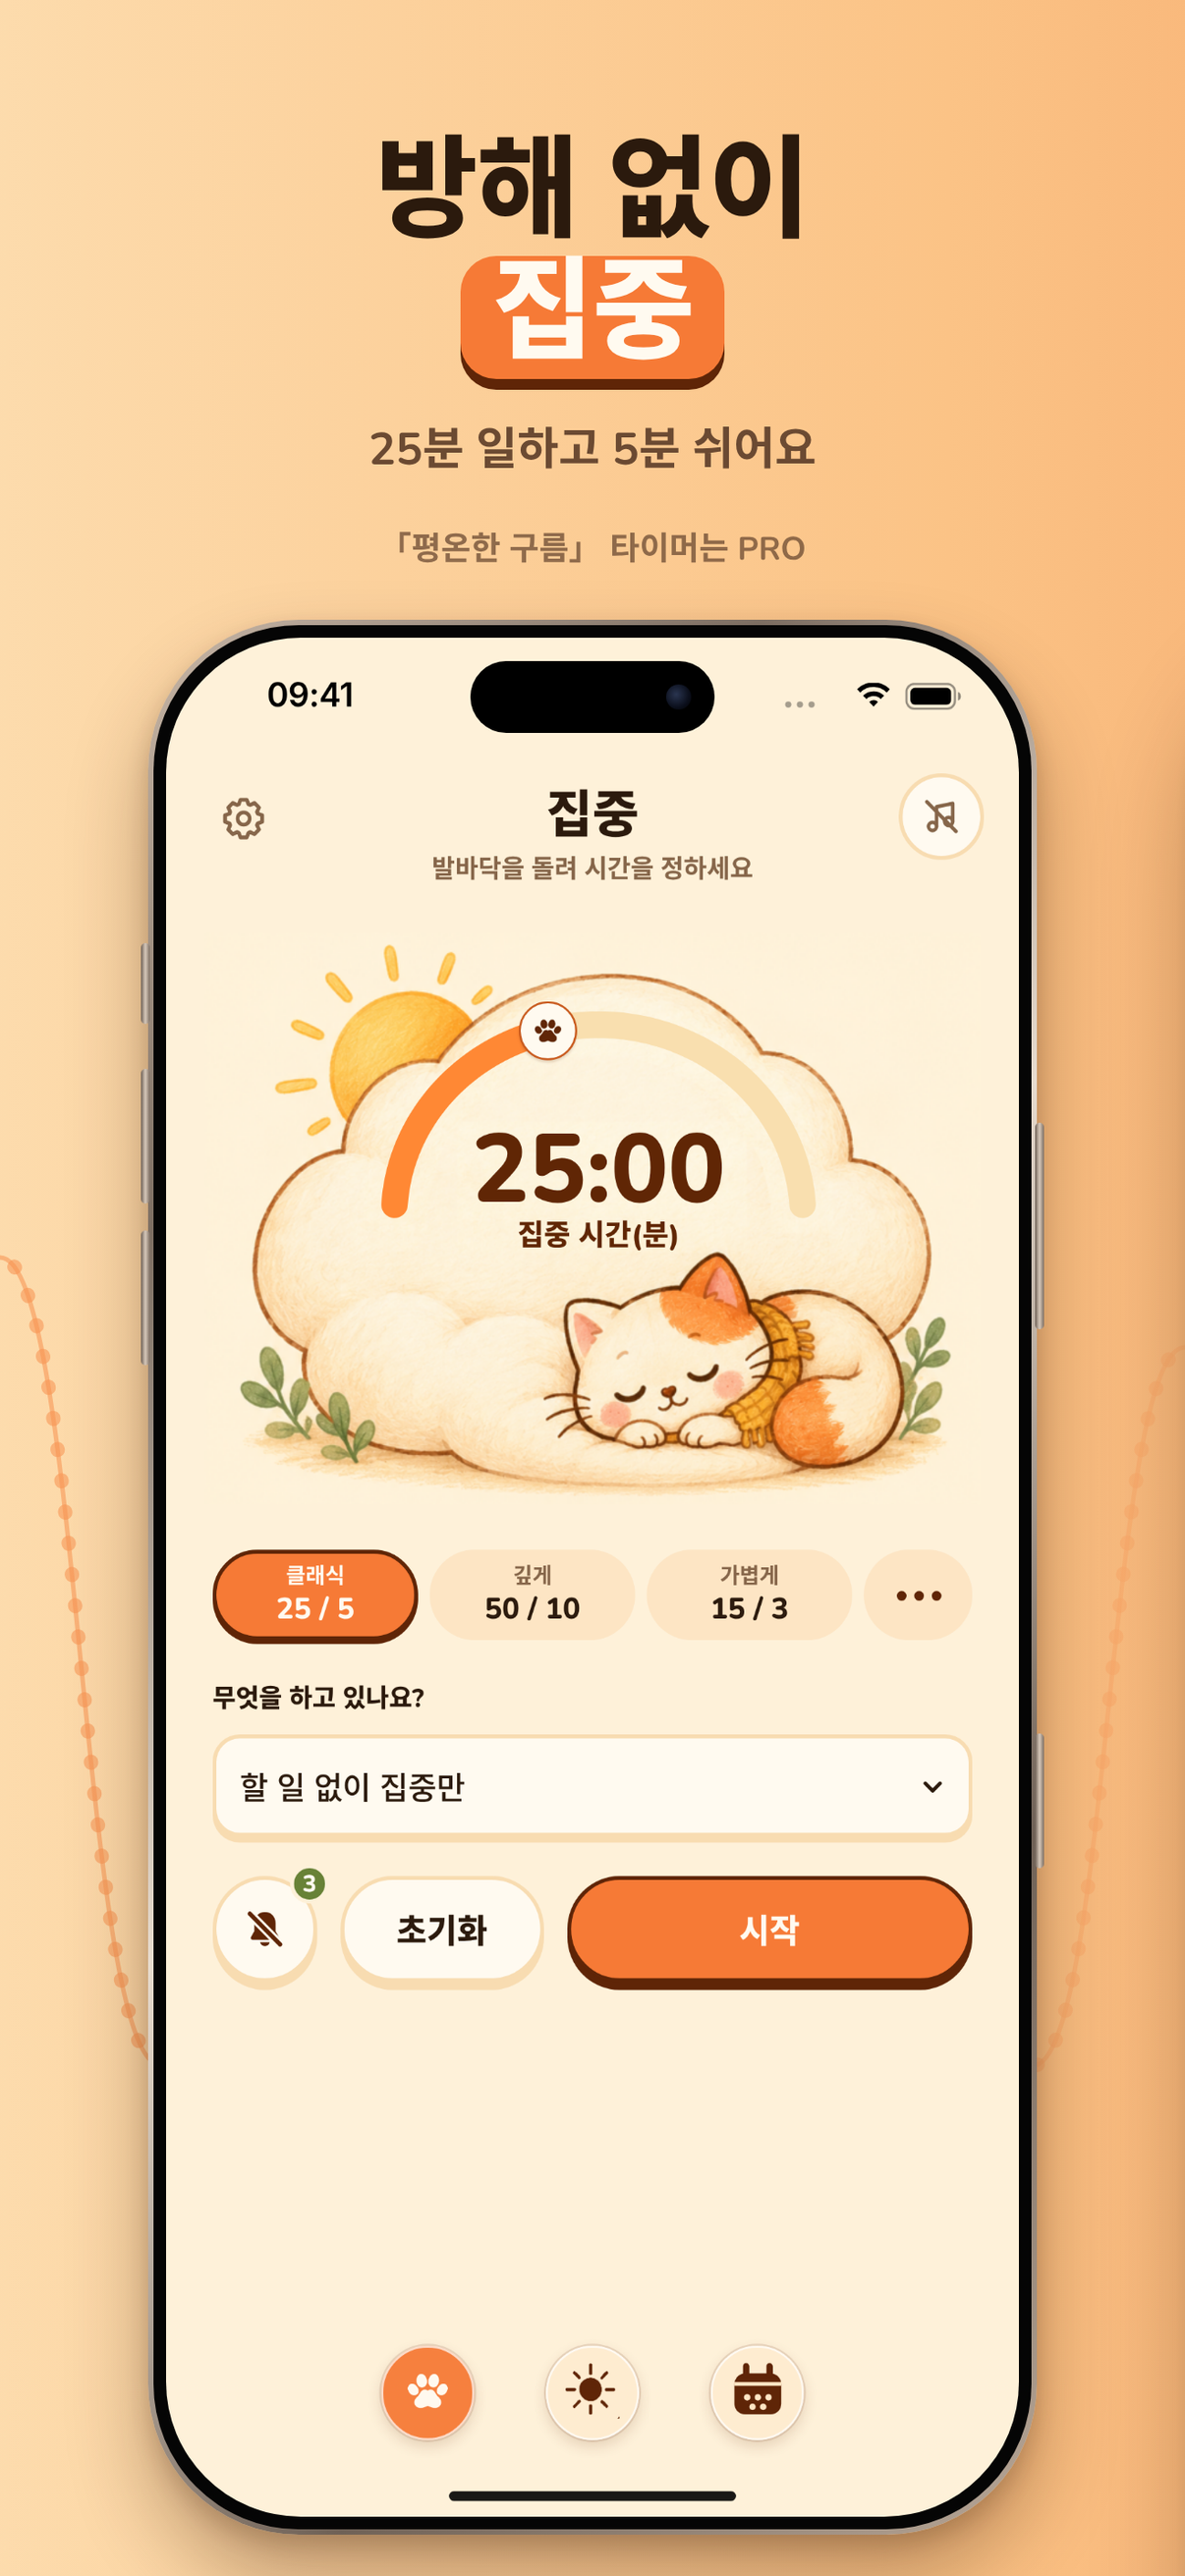 방해 없이
집중
25분 일하고 5분 쉬어요
「평온한 구름」 타이머는 PRO
09:41
집중
발바닥을 돌려 시간을 정하세요
25:00
집중 시간(분)
클래식
25 / 5
깊게
50 / 10
가볍게
15 / 3
무엇을 하고 있나요?
할 일 없이 집중만
3
초기화
시작